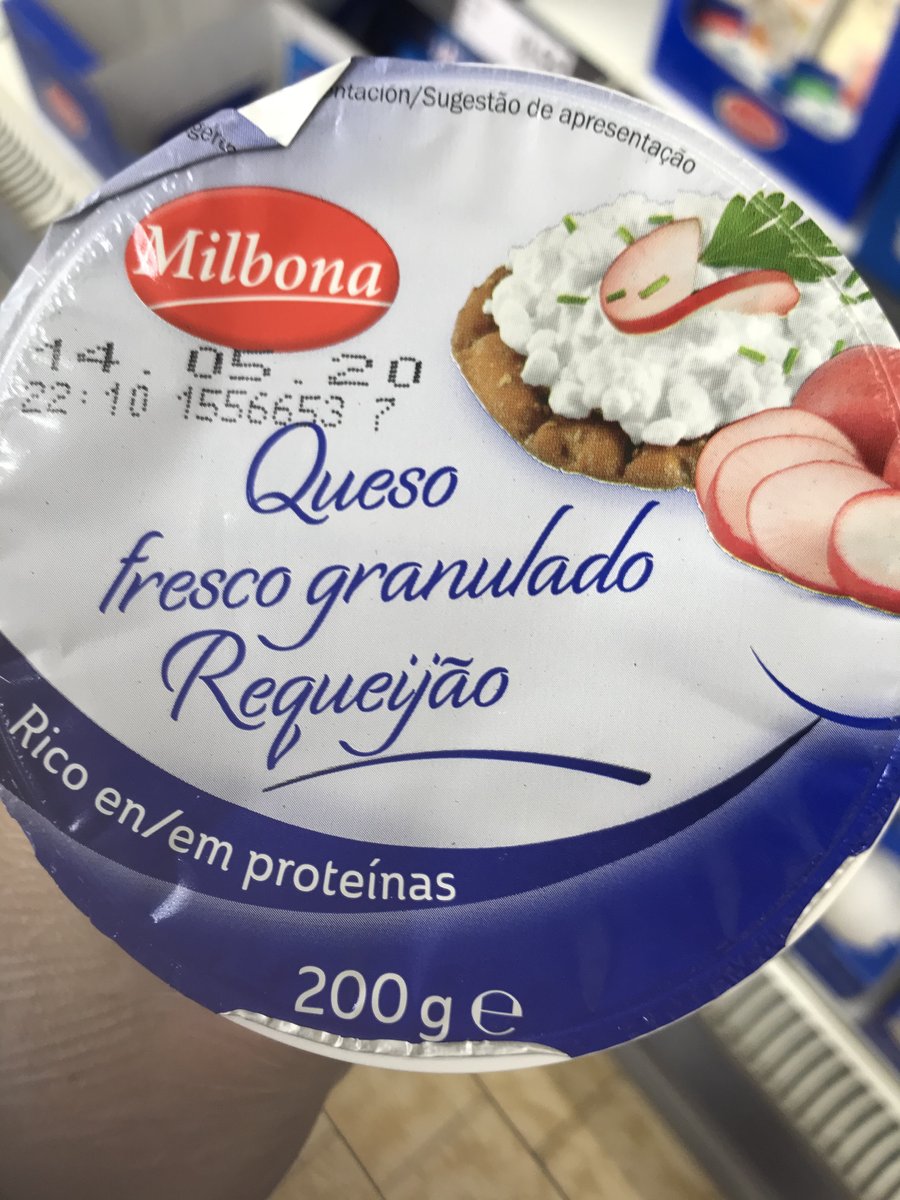 ntación/Sugestão de apresentação
Milbona
14.05.20
22:10 1556653 7
Queso
fresco granulado
Requeijão
Rico en/em proteínas
200 g e